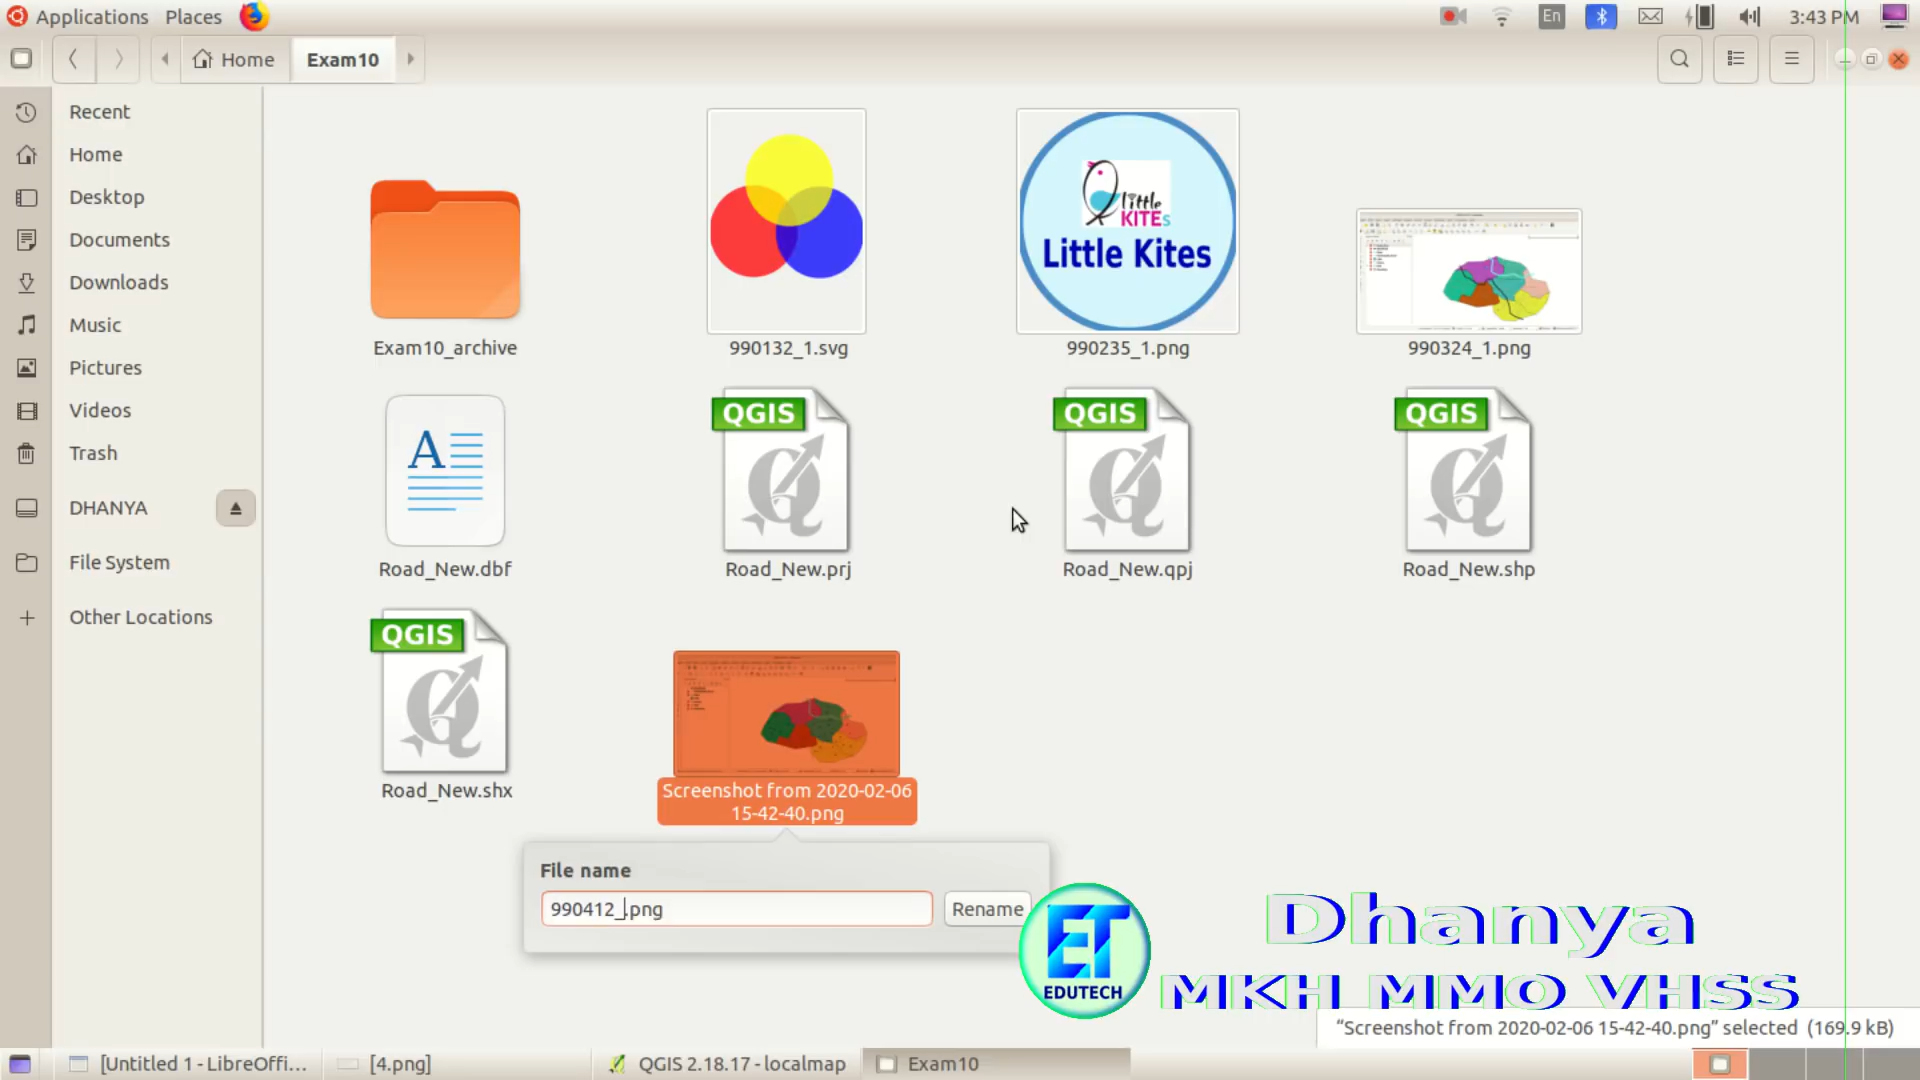 Applications Places
En
3:43 PM
Home
Exam10
Recent
Home
Desktop
Documents
Downloads
Music
Pictures
Videos
Trash
DHANYA
File System
Other Locations
Exam10_archive
990132_1.svg
little
KITEs
Little Kites
990235_1.png
990324_1.png
A
Road_New.dbf
QGIS
Road_New.prj
QGIS
Road_New.qpj
QGIS
Road_New.shp
QGIS
Road_New.shx
Screenshot from 2020-02-06
15-42-40.png
File name
990412_.png
Rename
ET
EDUTECH
Dhanya
MKH MMO VHSS
"Screenshot from 2020-02-06 15-42-40.png" selected (169.9 kB)
[Untitled 1 - LibreOffi...
[4.png]
QGIS 2.18.17 - localmap
Exam10